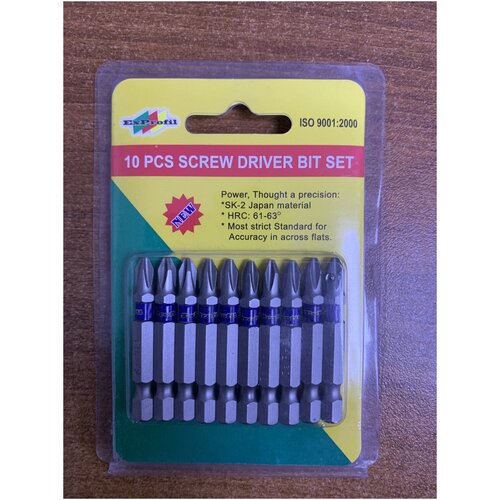 ExProfil
ISO 9001:2000
10 PCS SCREW DRIVER BIT SET
NEW
Power, Thought a precision:
*SK-2 Japan material
* HRC: 61-63°
* Most strict Standard for
Accuracy in across flats.